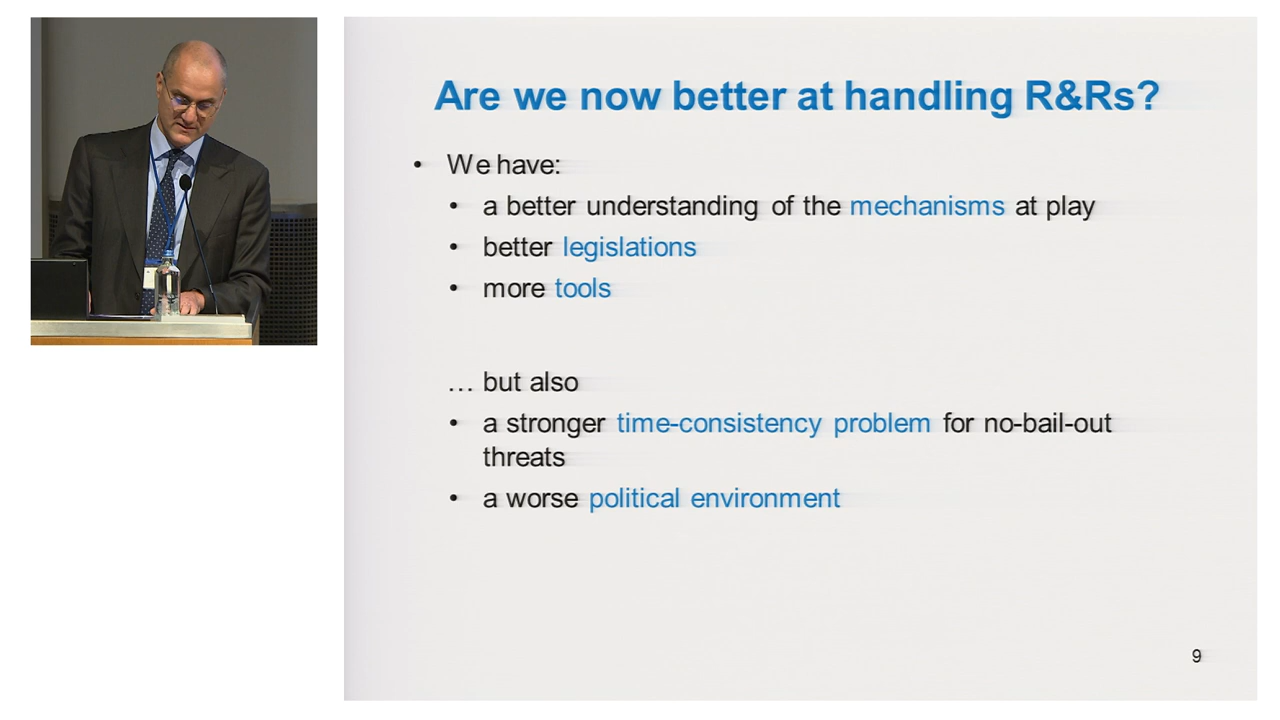 Are we now better at handling R&Rs?
• We have:
• a better understanding of the mechanisms at play
• better legislations
• more tools
… but also
• a stronger time-consistency problem for no-bail-out
threats
• a worse political environment
9